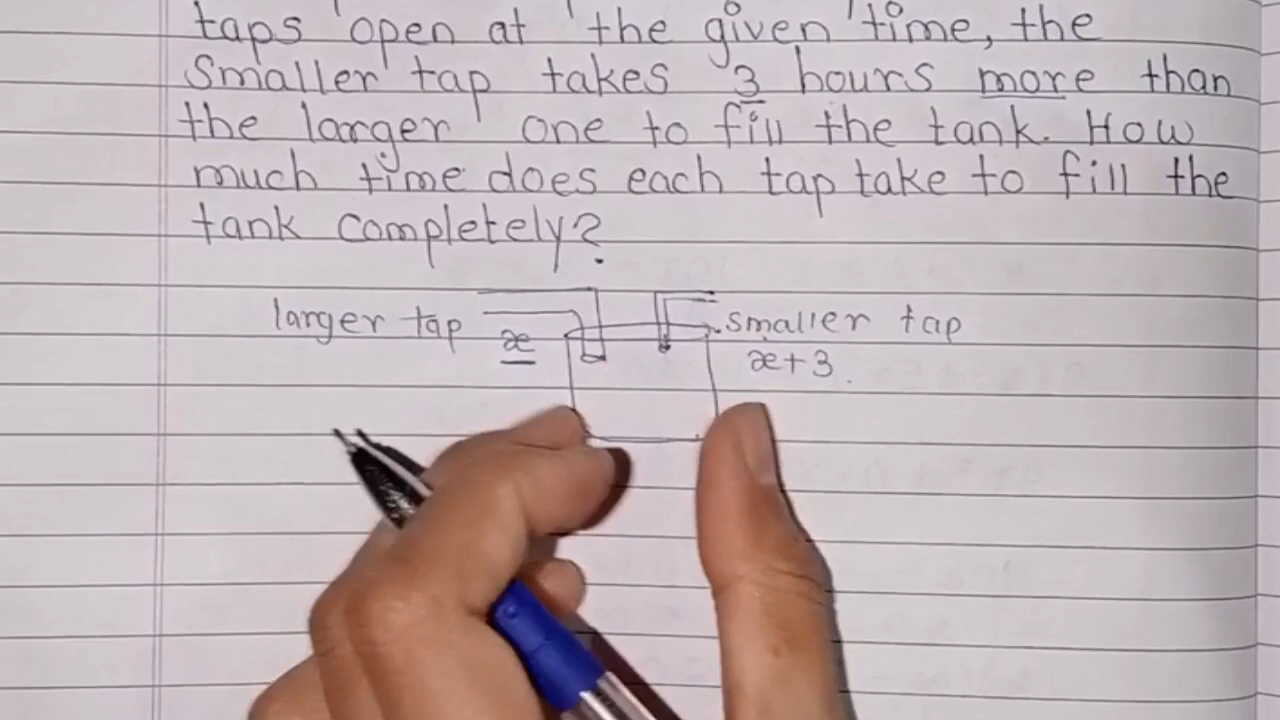 taps open at the given time, the
smaller tap takes 3 hours more than
the larger one to fill the tank. How
much time does each tap take to fill the
tank completely?
larger tap
x
smaller tap
x+3